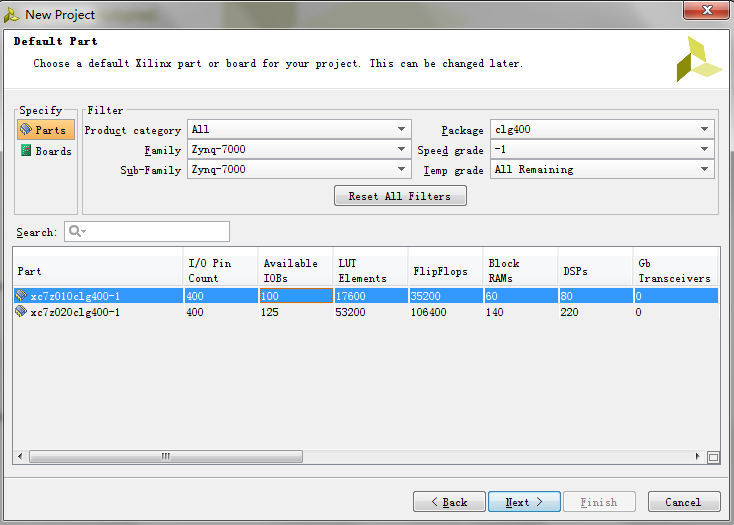 New Project
Default Part
Choose a default Xilinx part or board for your project. This can be changed later.
Specify
Parts
Boards
Filter
Product category All
Family Zynq-7000
Sub-Family Zynq-7000
Package clg400
Speed grade -1
Temp grade All Remaining
Reset All Filters
Search:
Part I/O Pin Count Available IOBs LUT Elements FlipFlops Block RAMs DSPs Gb Transceivers
xc7z010clg400-1 400 100 17600 35200 60 80 0
xc7z020clg400-1 400 125 53200 106400 140 220 0
< Back Next > Finish Cancel